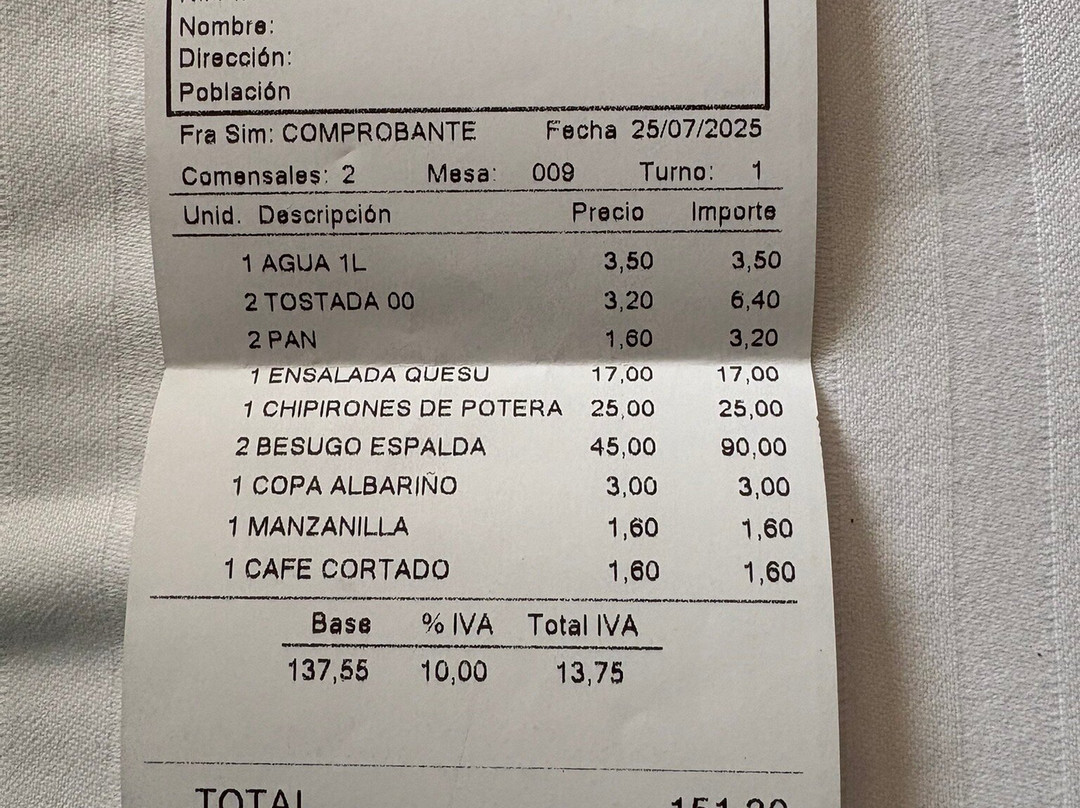 Nombre:
Dirección:
Población
Fra Sim: COMPROBANTE Fecha 25/07/2025
Comensales: 2 Mesa: 009 Turno: 1
Unid. Descripción Precio Importe
1 AGUA 1L 3,50 3,50
2 TOSTADA 00 3,20 6,40
2 PAN 1,60 3,20
1 ENSALADA QUESU 17,00 17,00
1 CHIPIRONES DE POTERA 25,00 25,00
2 BESUGO ESPALDA 45,00 90,00
1 COPA ALBARIÑO 3,00 3,00
1 MANZANILLA 1,60 1,60
1 CAFE CORTADO 1,60 1,60
Base % IVA Total IVA
137,55 10,00 13,75
TOTAL 151,30